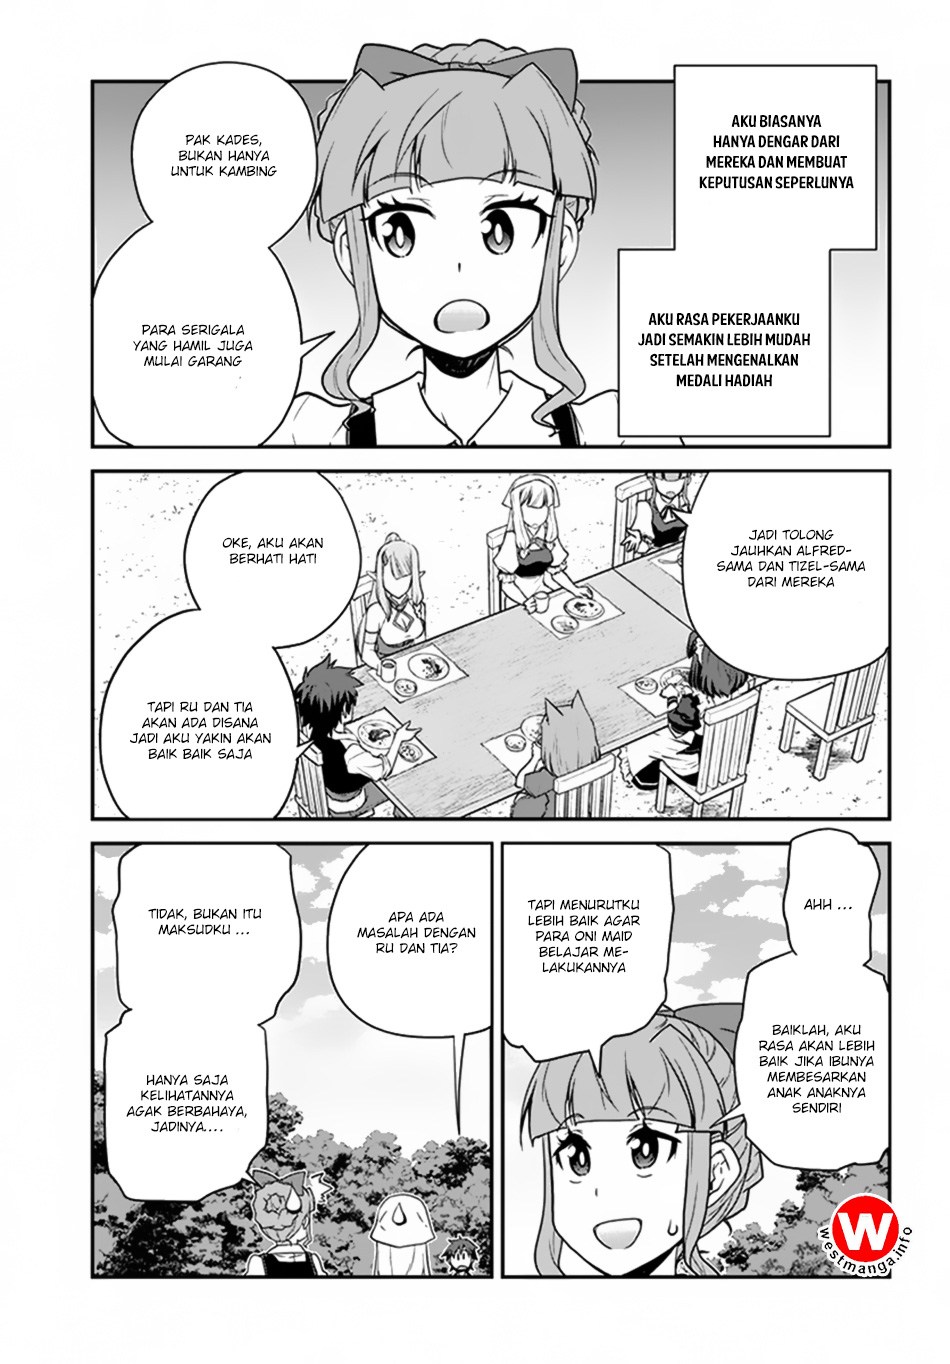 AKU BIASANYA
HANYA DENGAR DARI
MEREKA DAN MEMBUAT
KEPUTUSAN SEPERLUNYA
AKU RASA PEKERJAANKU
JADI SEMAKIN LEBIH MUDAH
SETELAH MENGENALKAN
MEDALI HADIAH
PAK KADES,
BUKAN HANYA
UNTUK KAMBING
PARA SERIGALA
YANG HAMIL JUGA
MULAI GARANG
JADI TOLONG
JAUHKAN ALFRED-
SAMA DAN TIZEL-SAMA
DARI MEREKA
OKE, AKU AKAN
BERHATI HATI
TAPI RU DAN TIA
AKAN ADA DISANA
JADI AKU YAKIN AKAN
BAIK BAIK SAJA
AHH ...
BAIKLAH, AKU
RASA AKAN LEBIH
BAIK JIKA IBUNYA
MEMBESARKAN
ANAK ANAKNYA
SENDIRI
TAPI MENURUTKU
LEBIH BAIK AGAR
PARA ONI MAID
BELAJAR ME-
LAKUKANNYA
APA ADA
MASALAH DENGAN
RU DAN TIA?
TIDAK, BUKAN ITU
MAKSUDKU ...
HANYA SAJA
KELIHATANNYA
AGAK BERBAHAYA,
JADINYA....
W
westmanga.info